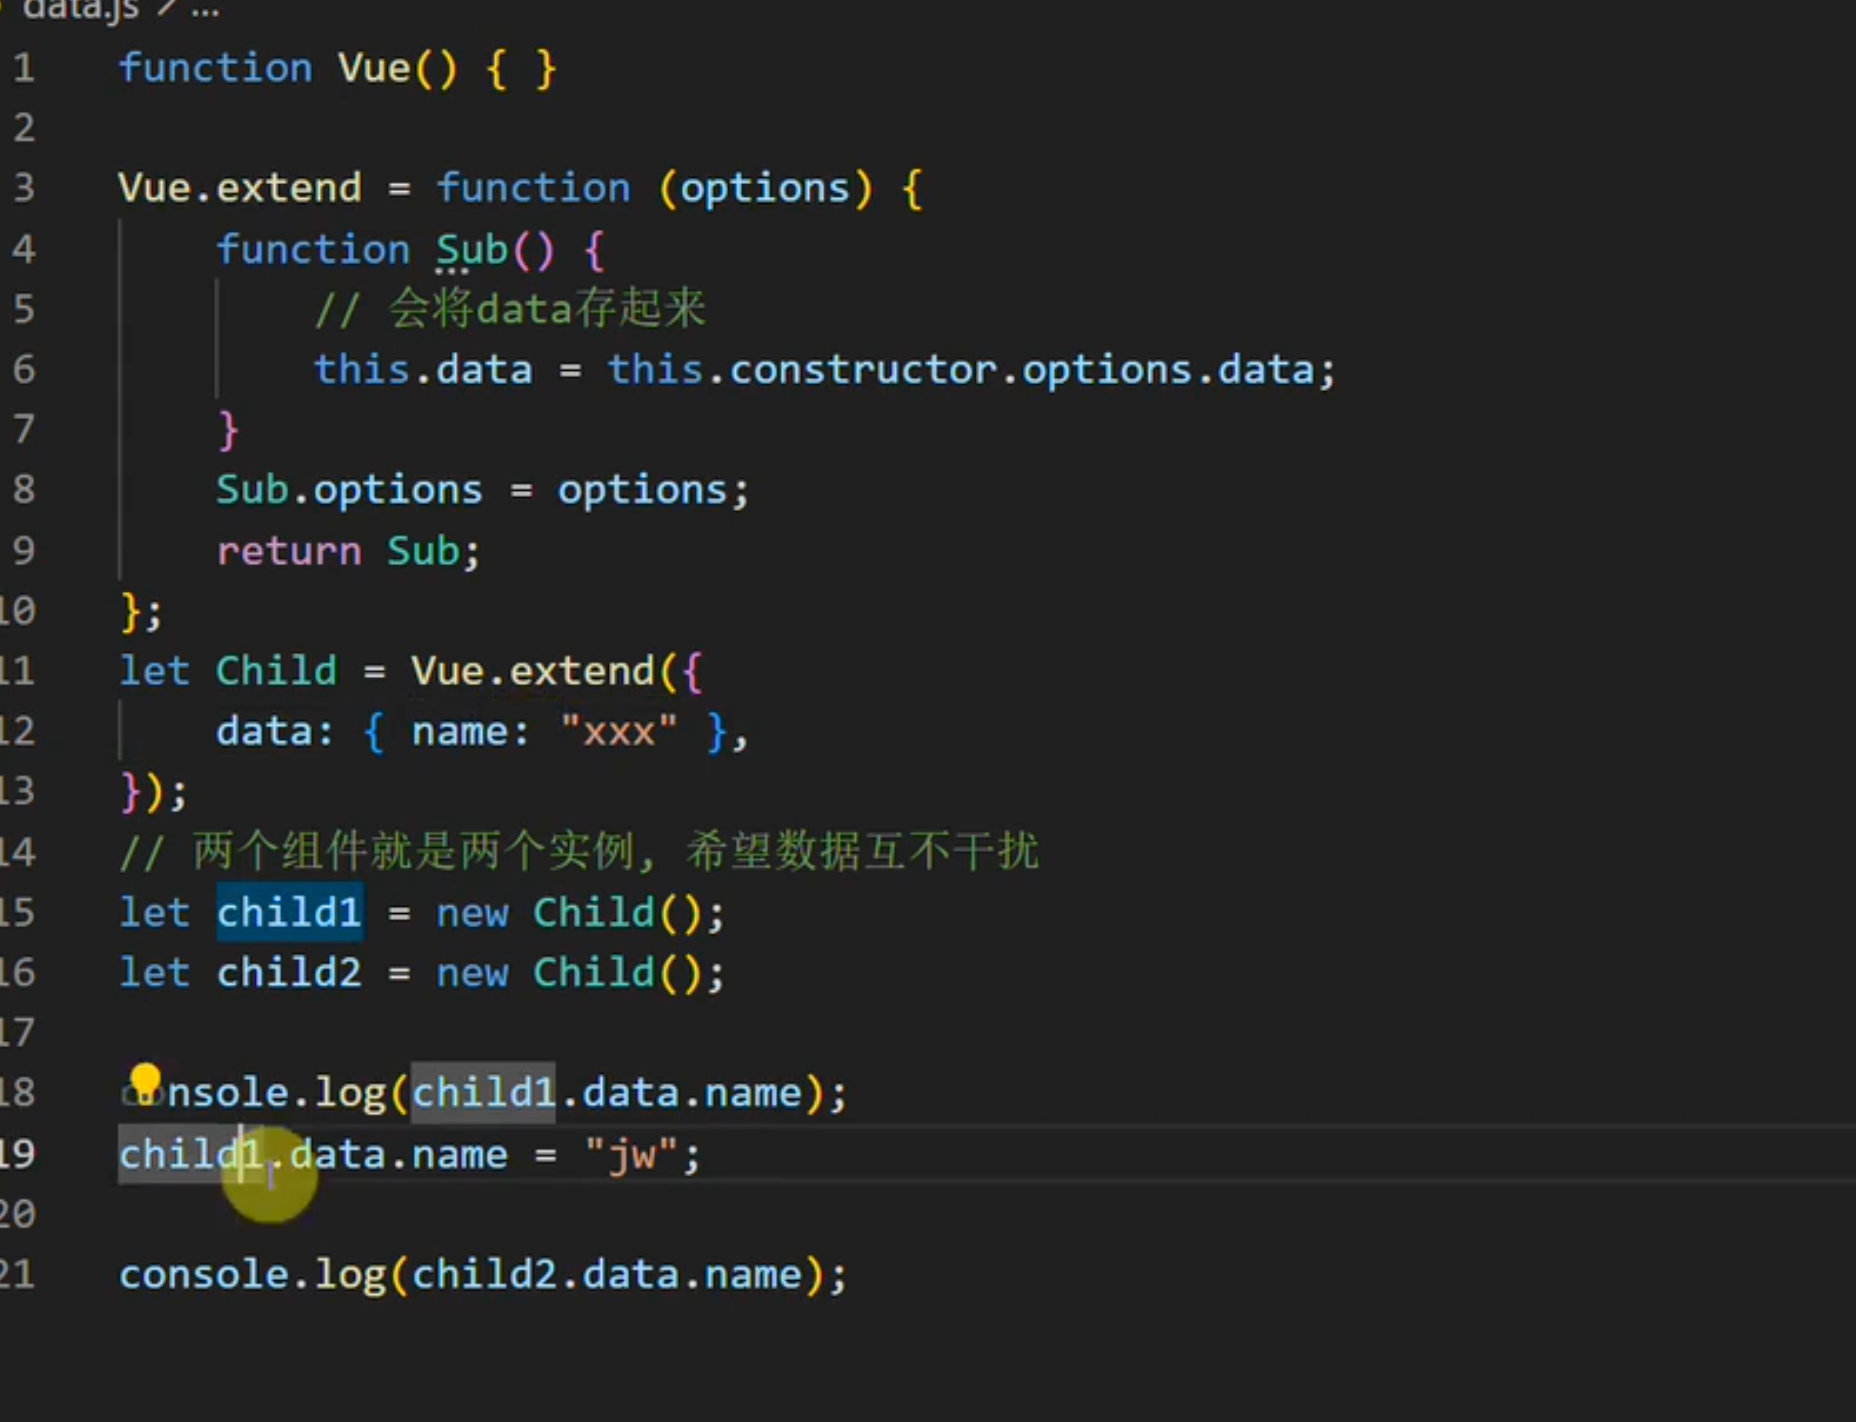 data.js > ...
1 function Vue() { }
2
3 Vue.extend = function (options) {
4 function Sub() {
5 // 会将data存起来
6 this.data = this.constructor.options.data;
7 }
8 Sub.options = options;
9 return Sub;
10 };
11 let Child = Vue.extend({
12 data: { name: "xxx" },
13 });
14 // 两个组件就是两个实例, 希望数据互不干扰
15 let child1 = new Child();
16 let child2 = new Child();
17
18 console.log(child1.data.name);
19 child1.data.name = "jw";
20
21 console.log(child2.data.name);